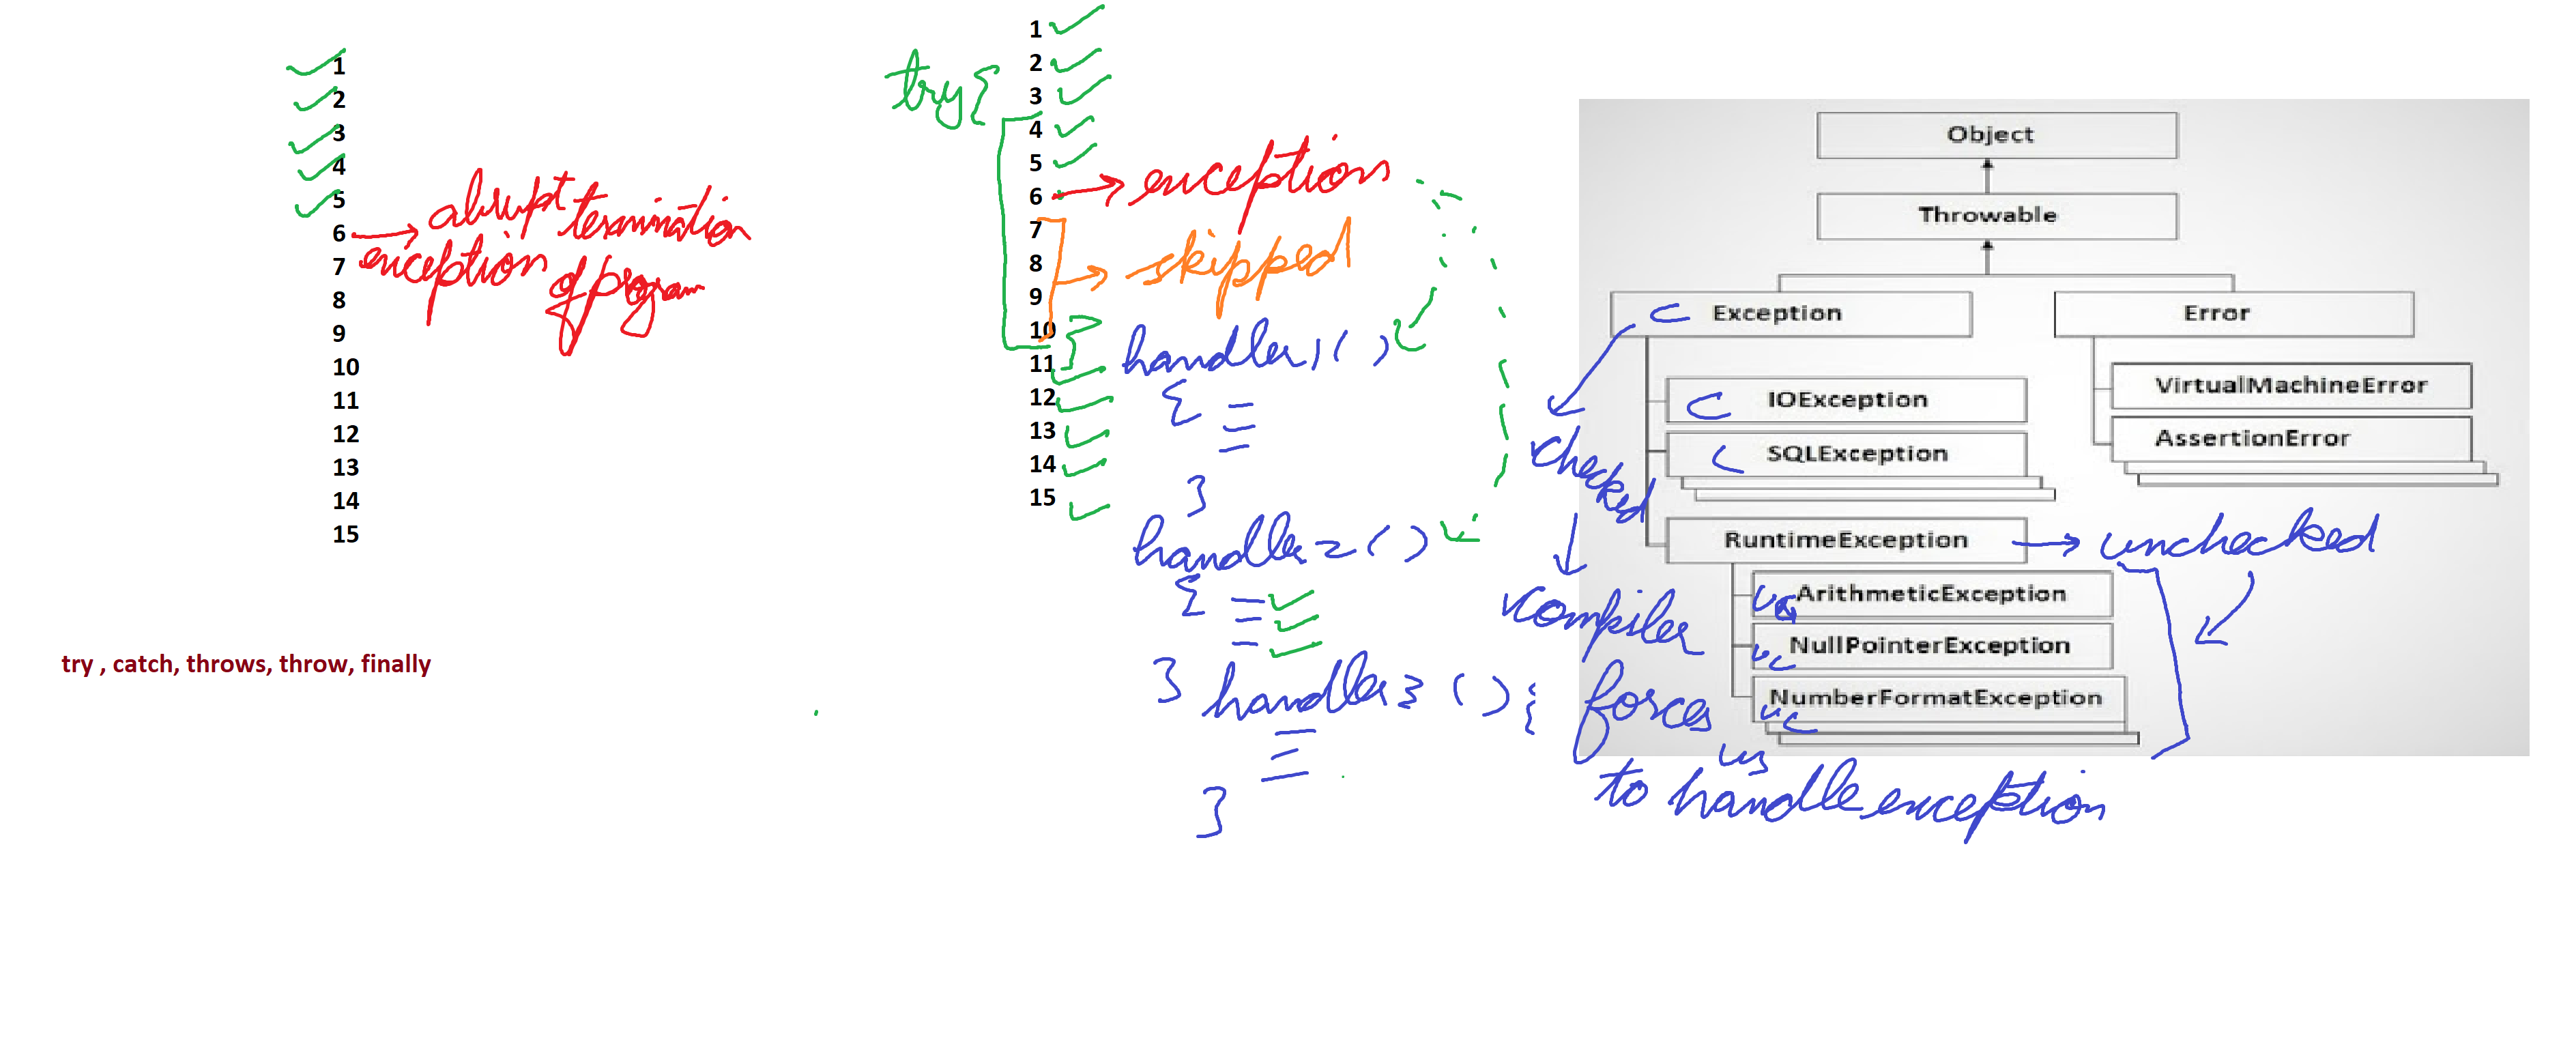 1
2
3
4
5
6 → abrupt termination
7 exception of program
8
9
10
11
12
13
14
15
try , catch, throws, throw, finally
try {
1
2
3
4
5
6 → exception
7
8 → skipped
9
10 }
11
12
13
14
15
handler1()
{
}
handler2()
{
}
handler3() {
}
Object
Throwable
C Exception
Error
C IOException
C SQLException
VirtualMachineError
AssertionError
RuntimeException → unchecked
uc ArithmeticException
uc NullPointerException
uc NumberFormatException
checked
compiler
forces us
to handle exception